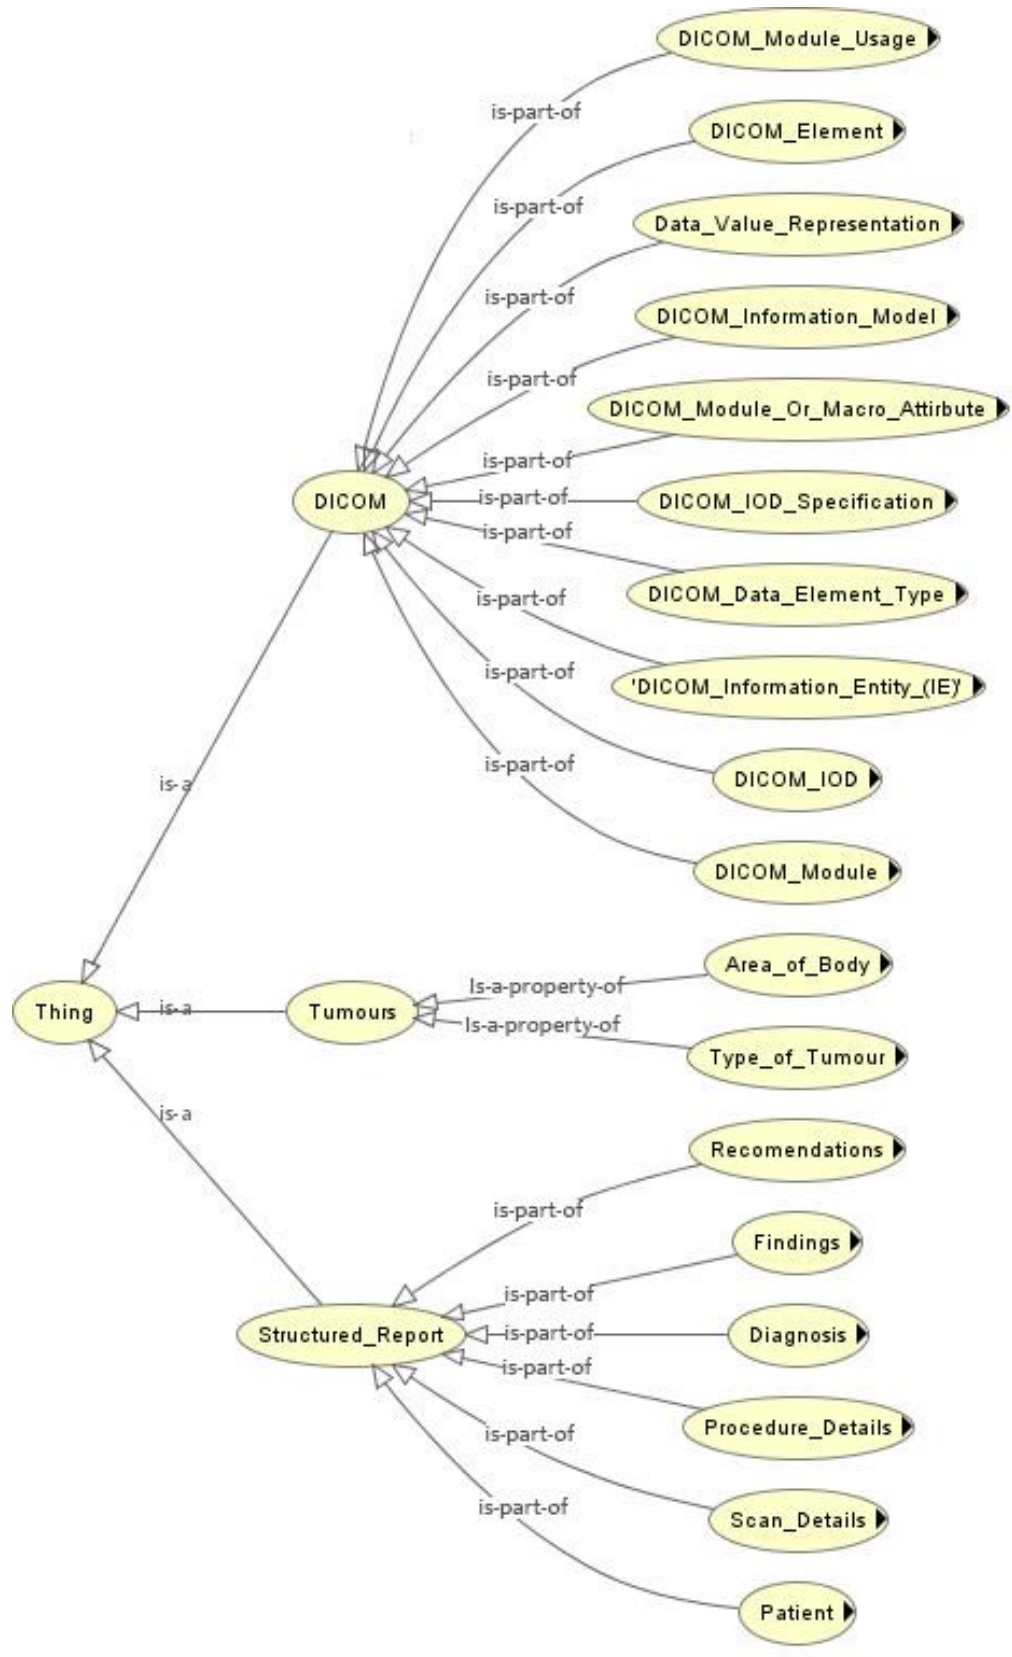 DICOM_Module_Usage
is-part-of
DICOM_Element
is-part-of
Data_Value_Representation
is-part-of
DICOM_Information_Model
is-part-of
DICOM_Module_Or_Macro_Attirbute
is-part-of
DICOM
is-part-of
DICOM_IOD_Specification
is-part-of
DICOM_Data_Element_Type
is-part-of
'DICOM_Information_Entity_(IE)'
is-part-of
DICOM_IOD
is-part-of
is-a
DICOM_Module
Area_of_Body
Is-a-property-of
Thing
is-a
Tumours
Is-a-property-of
Type_of_Tumour
is-a
Recomendations
is-part-of
Findings
is-part-of
Structured_Report
is-part-of
Diagnosis
is-part-of
Procedure_Details
is-part-of
Scan_Details
is-part-of
Patient